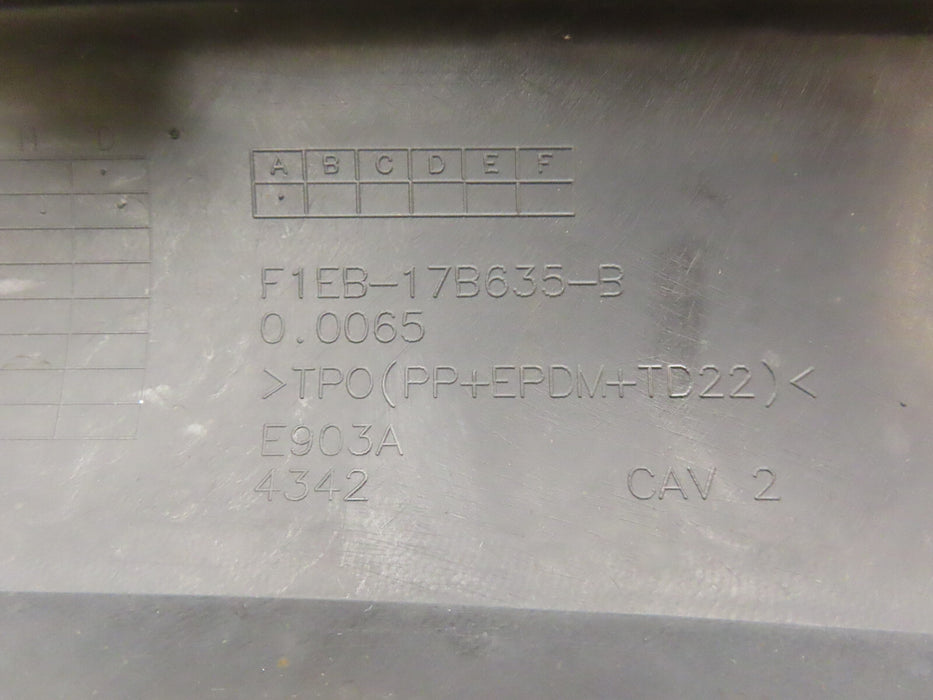 A B C D E F
F1EB-17B635-B
0.0065
>TPO(PP+EPDM+TD22)<
E903A
4342
CAV 2